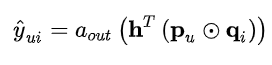 ŷ_{ui} = a_{out} (𝐡^T (𝐩_u ⊙ 𝐪_i))